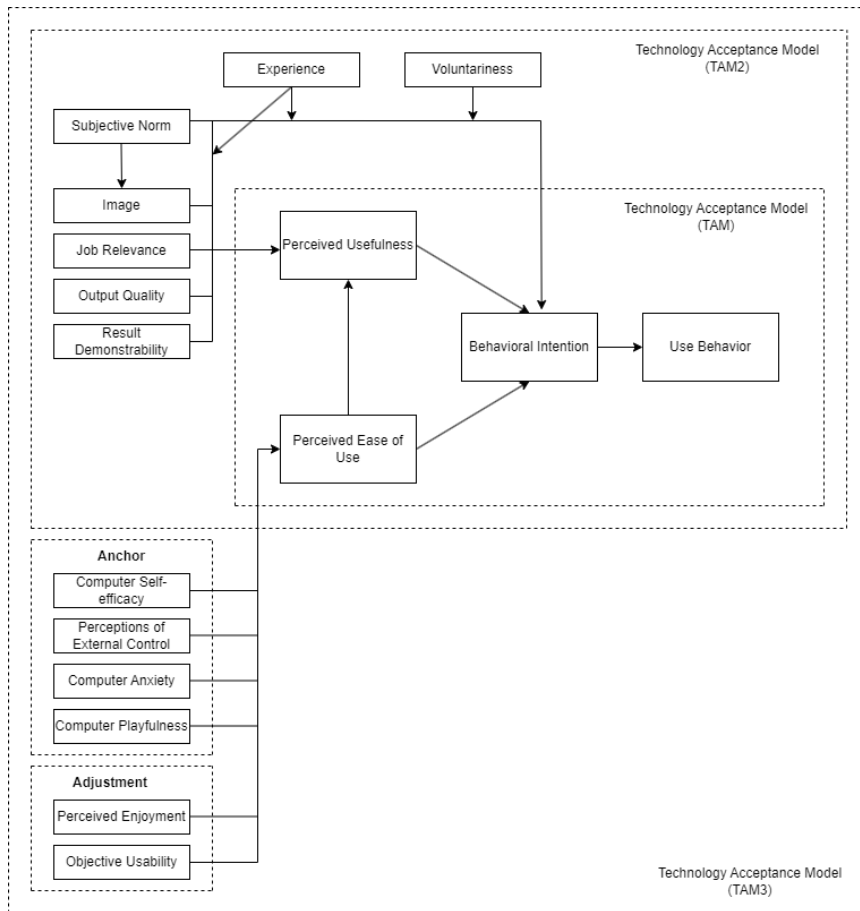 Technology Acceptance Model
(TAM2)
Experience
Voluntariness
Subjective Norm
Image
Job Relevance
Output Quality
Result
Demonstrability
Technology Acceptance Model
(TAM)
Perceived Usefulness
Behavioral Intention
Use Behavior
Perceived Ease of
Use
Anchor
Computer Self-
efficacy
Perceptions of
External Control
Computer Anxiety
Computer Playfulness
Adjustment
Perceived Enjoyment
Objective Usability
Technology Acceptance Model
(TAM3)